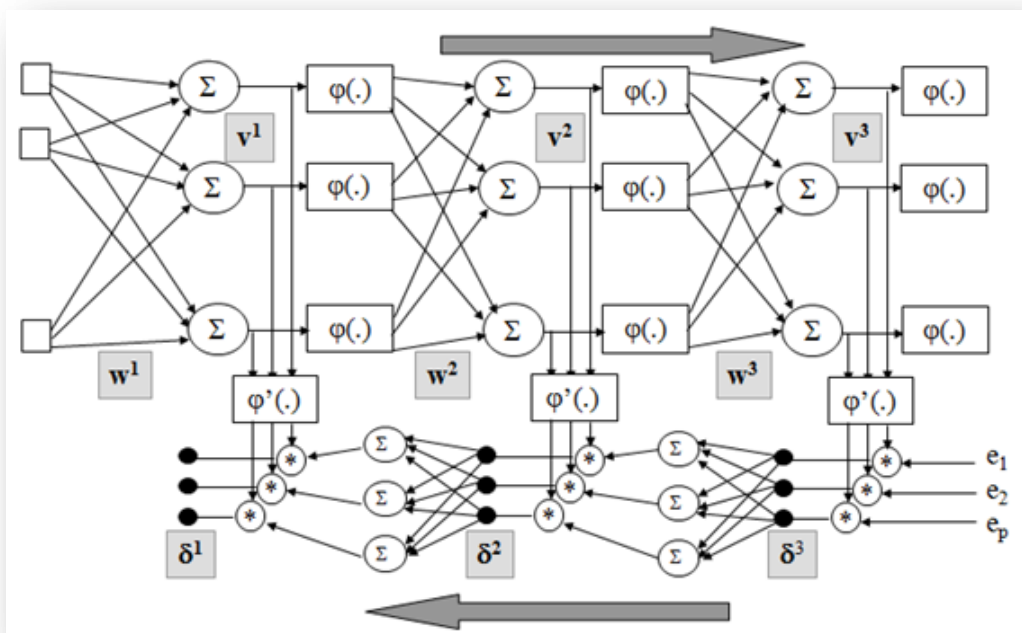 Σ φ(.) Σ φ(.) Σ φ(.)
v¹ v² v³
Σ φ(.) Σ φ(.) Σ φ(.)
Σ φ(.) Σ φ(.) Σ φ(.)
w¹ w² w³
φ’(.) φ’(.) φ’(.)
* Σ * Σ * e₁
* Σ * Σ * e₂
* Σ * Σ * eₚ
δ¹ δ² δ³